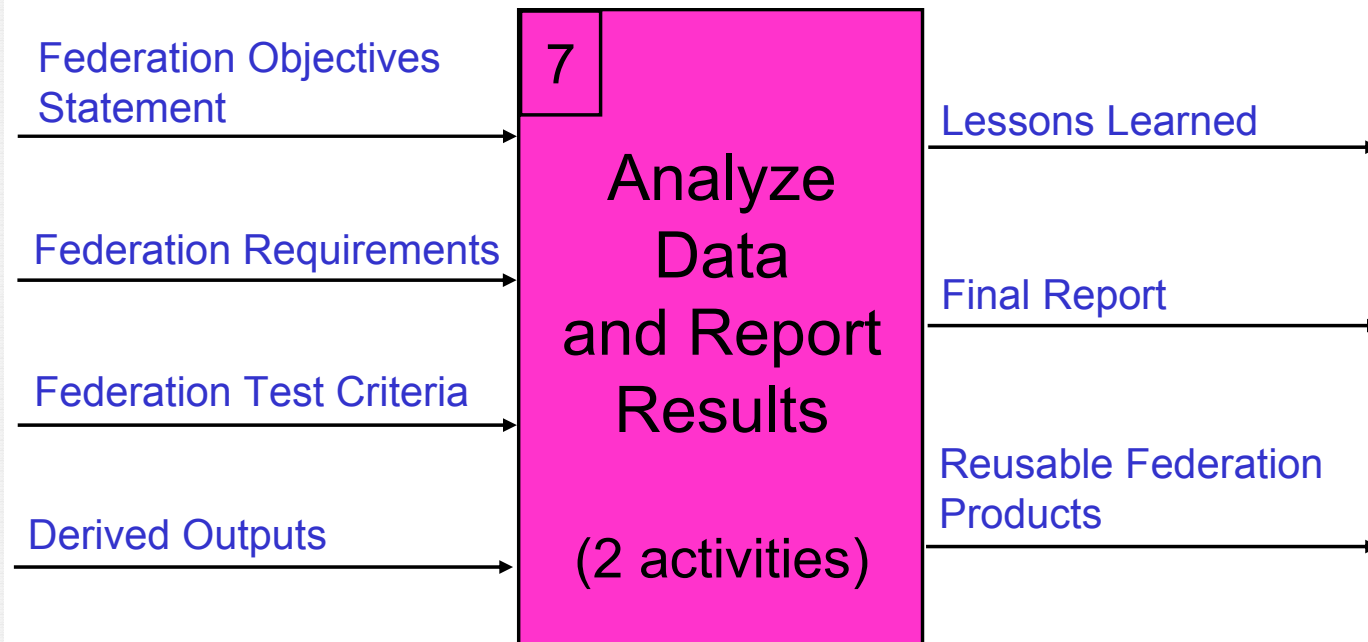 Federation Objectives
Statement
Federation Requirements
Federation Test Criteria
Derived Outputs
7
Analyze
Data
and Report
Results
(2 activities)
Lessons Learned
Final Report
Reusable Federation
Products